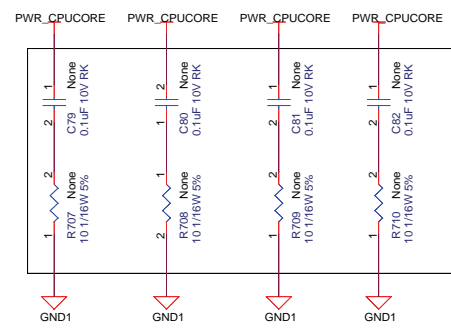 PWR_CPUCORE PWR_CPUCORE PWR_CPUCORE PWR_CPUCORE
1 None
2 C79
0.1uF 10V RK
2 None
1 C80
0.1uF 10V RK
1 None
2 C81
0.1uF 10V RK
1 None
2 C82
0.1uF 10V RK
2 None
1 R707
10 1/16W 5%
1 None
2 R708
10 1/16W 5%
2 None
1 R709
10 1/16W 5%
2 None
1 R710
10 1/16W 5%
GND1 GND1 GND1 GND1